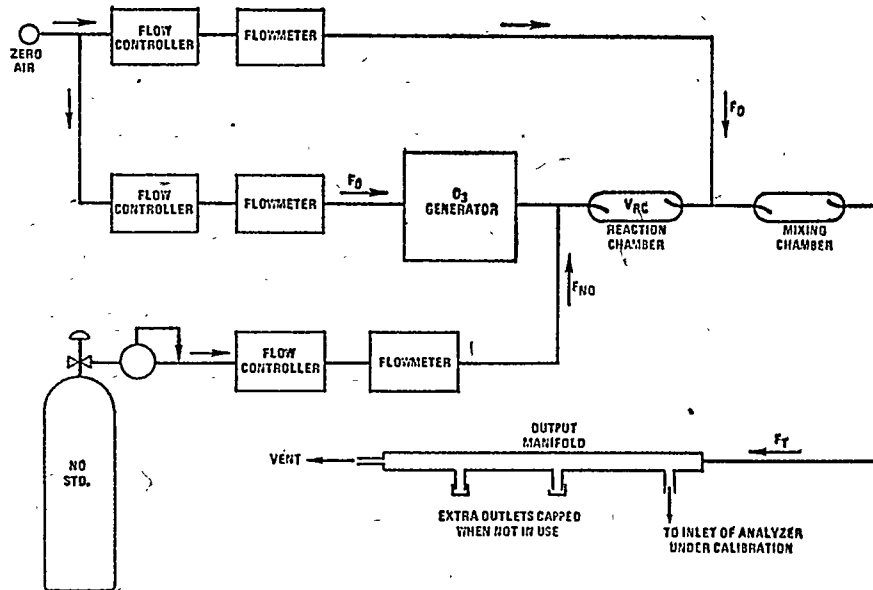 FLOW
CONTROLLER
FLOWMETER
ZERO
AIR
FD
FLOW
CONTROLLER
FLOWMETER
FO
O3
GENERATOR
VRC
REACTION
CHAMBER
MIXING
CHAMBER
FNO
FLOW
CONTROLLER
FLOWMETER
NO
STD.
OUTPUT
MANIFOLD
VENT
FT
EXTRA OUTLETS CAPPED
WHEN NOT IN USE
TO INLET OF ANALYZER
UNDER CALIBRATION